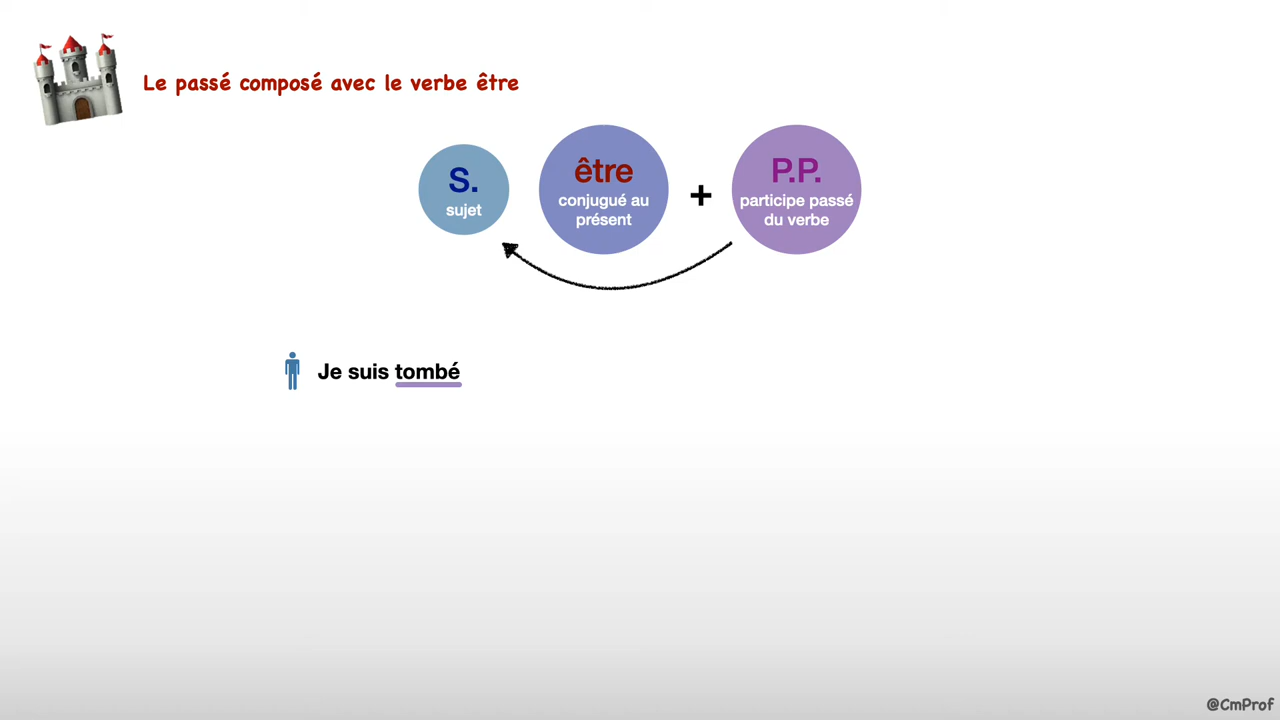 Le passé composé avec le verbe être
S.
sujet
être
conjugué au
présent
+
P.P.
participe passé
du verbe
Je suis tombé
@CmProf